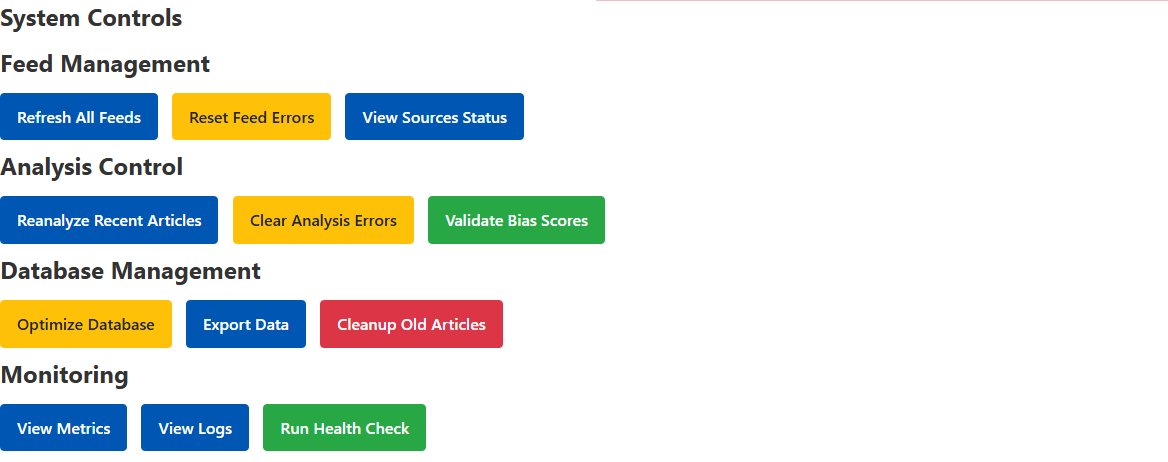 System Controls
Feed Management
Refresh All Feeds Reset Feed Errors View Sources Status
Analysis Control
Reanalyze Recent Articles Clear Analysis Errors Validate Bias Scores
Database Management
Optimize Database Export Data Cleanup Old Articles
Monitoring
View Metrics View Logs Run Health Check